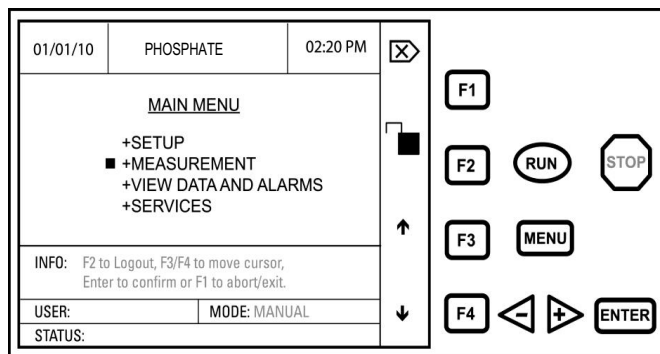 01/01/10 PHOSPHATE 02:20 PM
MAIN MENU
+SETUP
+MEASUREMENT
+VIEW DATA AND ALARMS
+SERVICES
INFO: F2 to Logout, F3/F4 to move cursor,
Enter to confirm or F1 to abort/exit.
USER: MODE: MANUAL
STATUS:
F1
F2 RUN STOP
F3 MENU
F4 - + ENTER